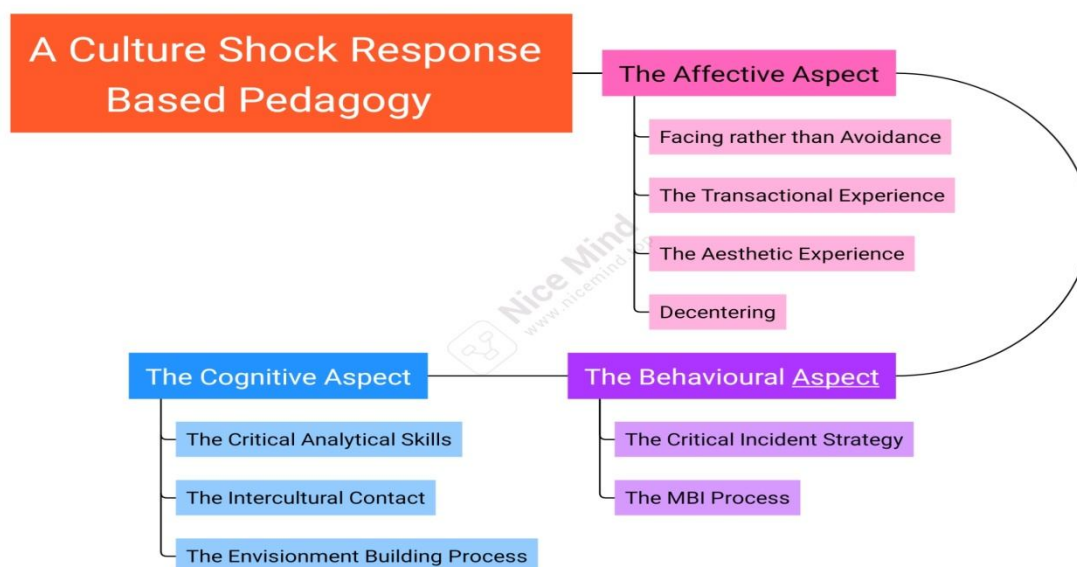 A Culture Shock Response
Based Pedagogy
The Affective Aspect
Facing rather than Avoidance
The Transactional Experience
The Aesthetic Experience
Decentering
Nice Mind
www.nicemind.top
The Cognitive Aspect
The Behavioural Aspect
The Critical Analytical Skills
The Critical Incident Strategy
The Intercultural Contact
The MBI Process
The Envisionment Building Process